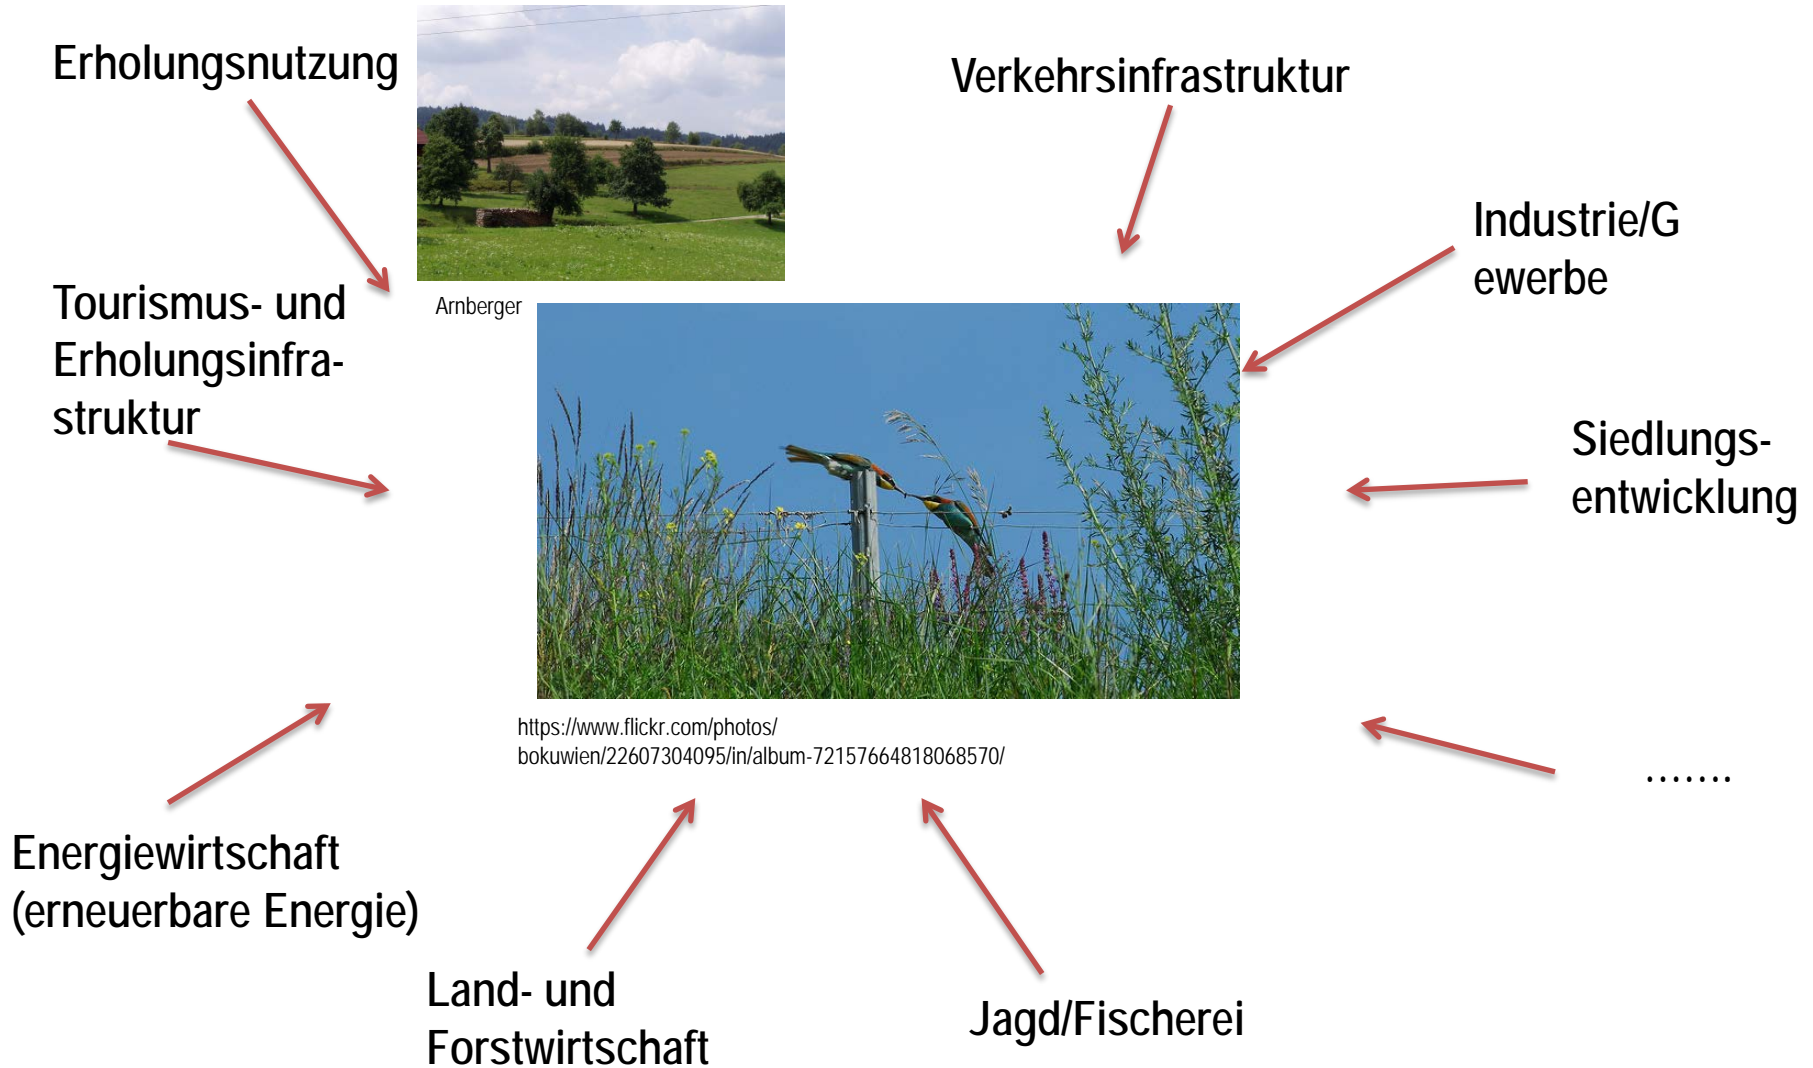 Erholungsnutzung
Verkehrsinfrastruktur
Industrie/G
ewerbe
Tourismus- und
Erholungsinfra-
struktur
Arnberger
Siedlungs-
entwicklung
https://www.flickr.com/photos/
bokuwien/22607304095/in/album-72157664818068570/
.......
Energiewirtschaft
(erneuerbare Energie)
Land- und
Forstwirtschaft
Jagd/Fischerei